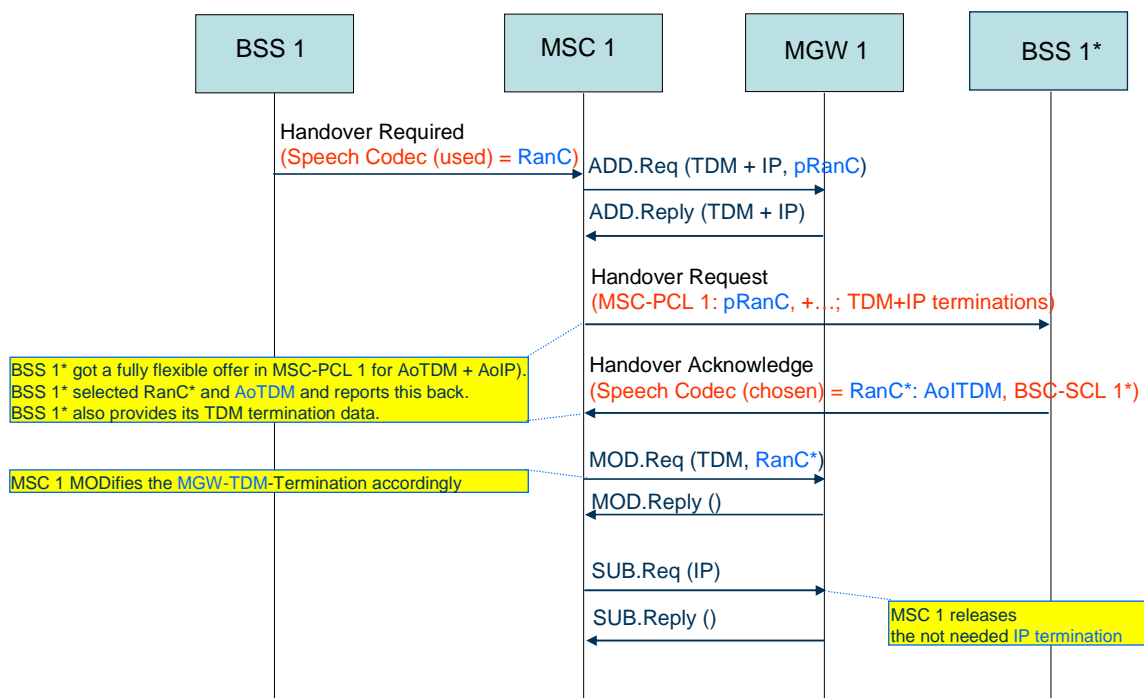 BSS 1
MSC 1
MGW 1
BSS 1*
Handover Required
(Speech Codec (used) = RanC)
ADD.Req (TDM + IP, pRanC)
ADD.Reply (TDM + IP)
Handover Request
(MSC-PCL 1: pRanC, +…; TDM+IP terminations)
BSS 1* got a fully flexible offer in MSC-PCL 1 for AoTDM + AoIP).
BSS 1* selected RanC* and AoTDM and reports this back.
BSS 1* also provides its TDM termination data.
Handover Acknowledge
(Speech Codec (chosen) = RanC*: AoITDM, BSC-SCL 1*)
MOD.Req (TDM, RanC*)
MSC 1 MODifies the MGW-TDM-Termination accordingly
MOD.Reply ()
SUB.Req (IP)
MSC 1 releases
the not needed IP termination
SUB.Reply ()